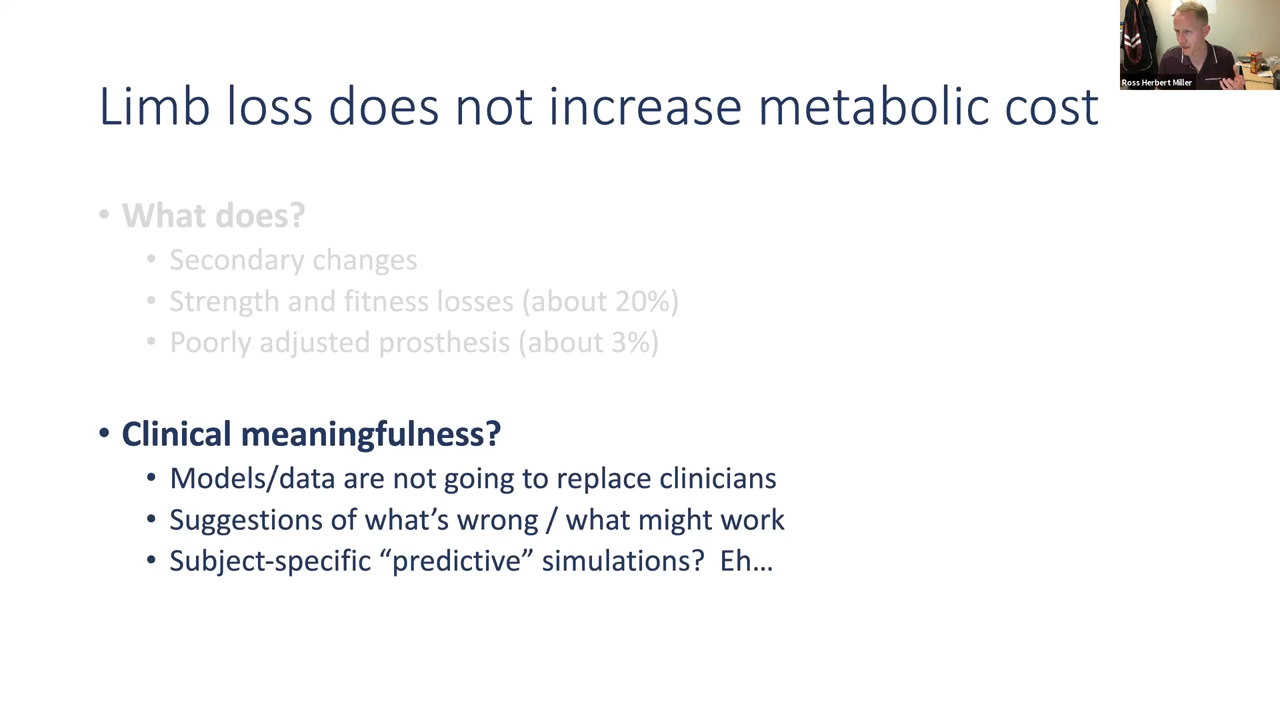 Limb loss does not increase metabolic cost
Ross Herbert Miller
• What does?
• Secondary changes
• Strength and fitness losses (about 20%)
• Poorly adjusted prosthesis (about 3%)
• Clinical meaningfulness?
• Models/data are not going to replace clinicians
• Suggestions of what’s wrong / what might work
• Subject-specific “predictive” simulations?  Eh…